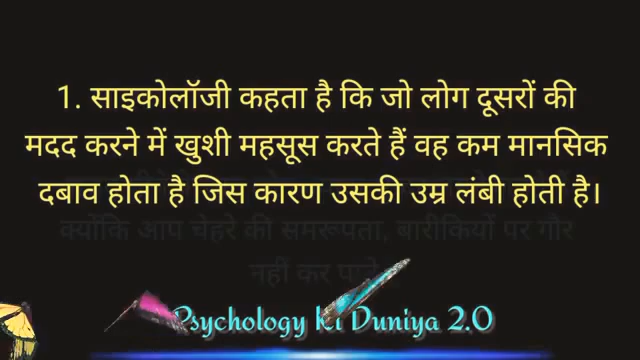 1. साइकोलॉजी कहता है कि जो लोग दूसरों की
मदद करने में खुशी महसूस करते हैं वह कम मानसिक
दबाव होता है जिस कारण उसकी उम्र लंबी होती है।
क्योंकि आप चेहरे की समरूपता, बारीकियों पर गौर
नहीं कर पाते
Psychology Ki Duniya 2.0